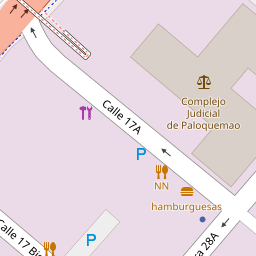 Calle 17A
Complejo
Judicial
de Paloquemao
P
NN
hamburguesas
P
Calle 17 Bi
a 28A